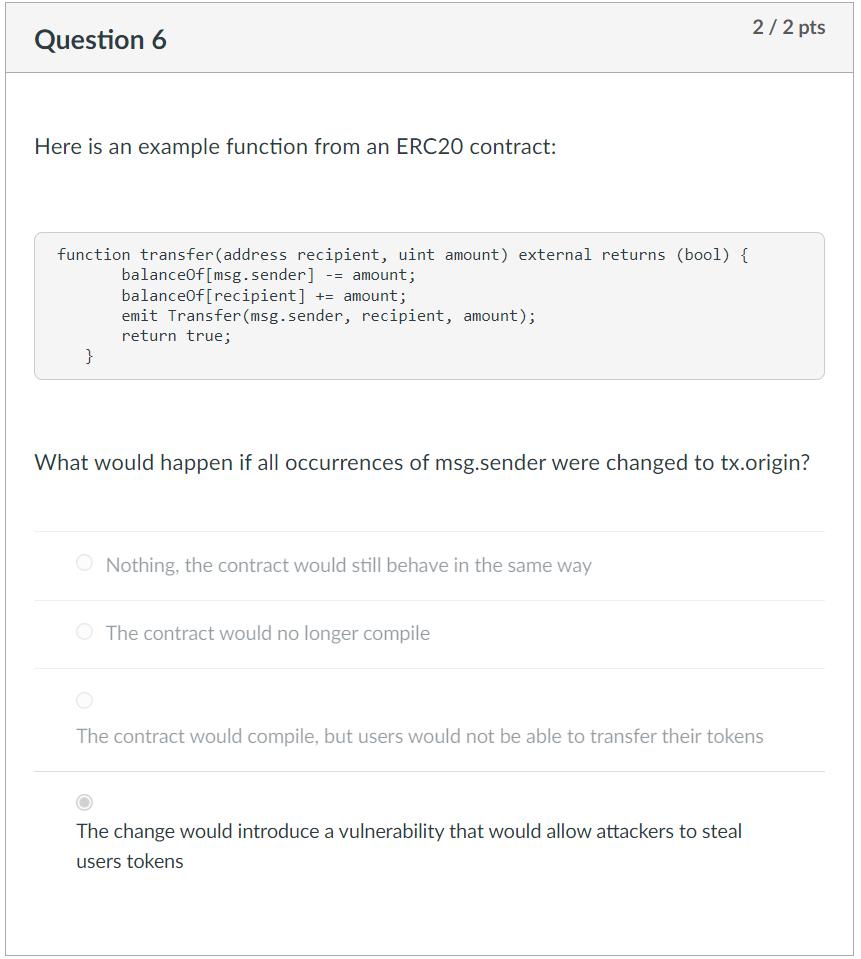 Question 6
2 / 2 pts
Here is an example function from an ERC20 contract:
function transfer(address recipient, uint amount) external returns (bool) {
balanceOf[msg.sender] -= amount;
balanceOf[recipient] += amount;
emit Transfer(msg.sender, recipient, amount);
return true;
}
What would happen if all occurrences of msg.sender were changed to tx.origin?
Nothing, the contract would still behave in the same way
The contract would no longer compile
The contract would compile, but users would not be able to transfer their tokens
The change would introduce a vulnerability that would allow attackers to steal
users tokens